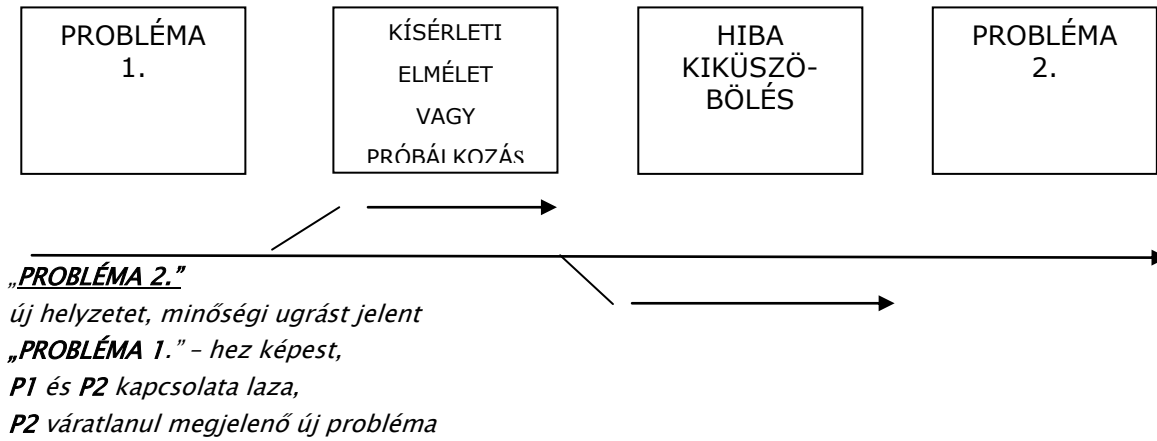 PROBLÉMA
1.
KÍSÉRLETI
ELMÉLET
VAGY
PRÓBÁLKOZÁS
HIBA
KIKÜSZÖ-
BÖLÉS
PROBLÉMA
2.
„PROBLÉMA 2.”
új helyzetet, minőségi ugrást jelent
„PROBLÉMA 1.” – hez képest,
P1 és P2 kapcsolata laza,
P2 váratlanul megjelenő új probléma